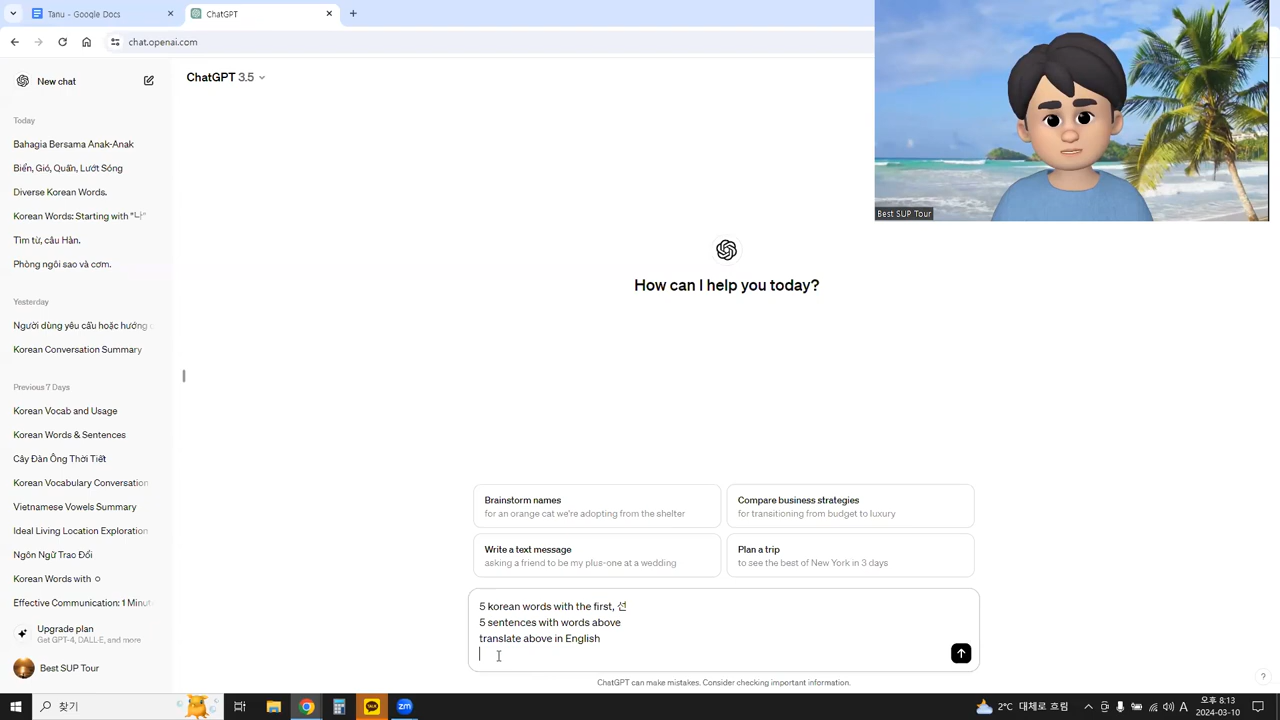 Tanu - Google Docs
ChatGPT
chat.openai.com
New chat
ChatGPT 3.5
Today
Bahagia Bersama Anak-Anak
Biển, Gió, Quần, Lướt Sóng
Diverse Korean Words.
Korean Words: Starting with "나"
Tìm từ, câu Hàn.
Phòng ngôi sao và cơm.
Yesterday
Người dùng yêu cầu hoặc hướng
Korean Conversation Summary
Previous 7 Days
Korean Vocab and Usage
Korean Words & Sentences
Cây Đàn Ông Thời Tiết
Korean Vocabulary Conversation
Vietnamese Vowels Summary
Ideal Living Location Exploration
Ngôn Ngữ Trao Đổi
Korean Words with ㅇ
Effective Communication: 1 Minut
Upgrade plan
Get GPT-4, DALL·E, and more
Best SUP Tour
Best SUP Tour
How can I help you today?
Brainstorm names
for an orange cat we're adopting from the shelter
Compare business strategies
for transitioning from budget to luxury
Write a text message
asking a friend to be my plus-one at a wedding
Plan a trip
to see the best of New York in 3 days
5 korean words with the first, 선
5 sentences with words above
translate above in English
ChatGPT can make mistakes. Consider checking important information.
?
찾기
TALK
zm
2°C 대체로 흐림
A
오후 8:13
2024-03-10